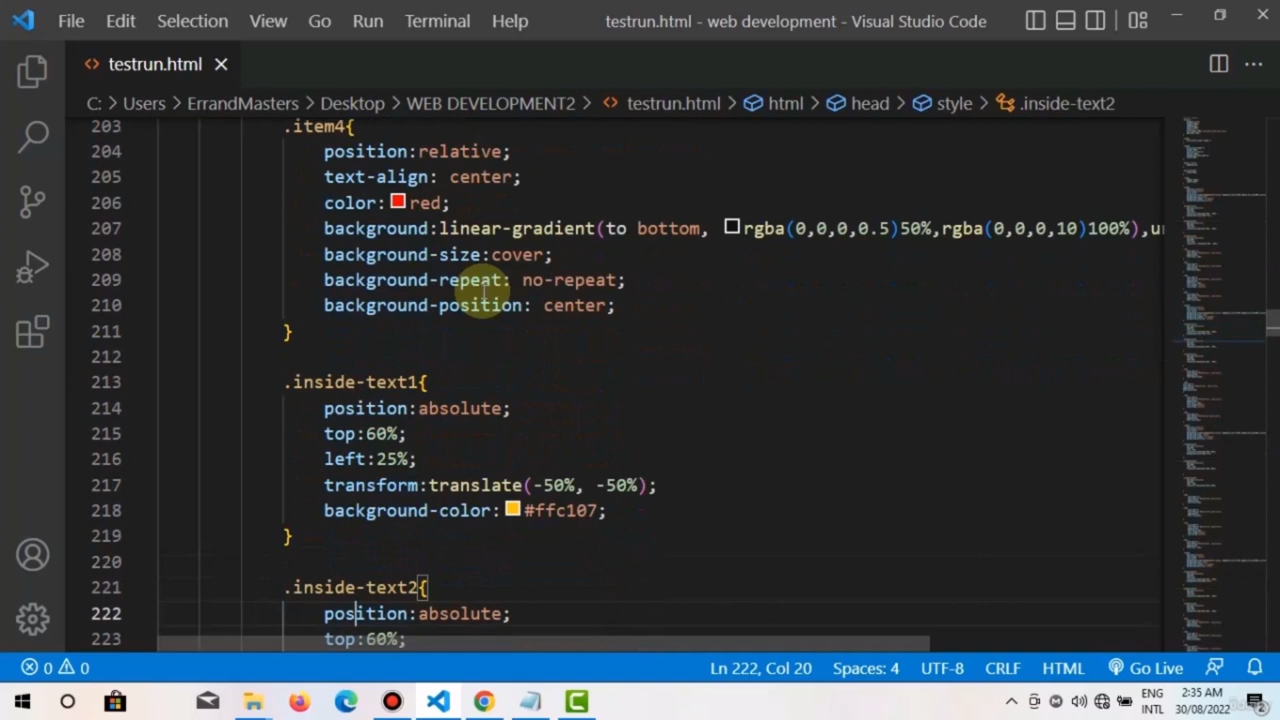 File Edit Selection View Go Run Terminal Help testrun.html - web development - Visual Studio Code
testrun.html
C: > Users > ErrandMasters > Desktop > WEB DEVELOPMENT2 > testrun.html > html > head > style > .inside-text2
203 .item4{
204 position:relative;
205 text-align: center;
206 color:red;
207 background:linear-gradient(to bottom, rgba(0,0,0,0.5)50%,rgba(0,0,0,10)100%),u
208 background-size:cover;
209 background-repeat: no-repeat;
210 background-position: center;
211 }
212
213 .inside-text1{
214 position:absolute;
215 top:60%;
216 left:25%;
217 transform:translate(-50%, -50%);
218 background-color:#ffc107;
219 }
220
221 .inside-text2{
222 position:absolute;
223 top:60%;
0 0 Ln 222, Col 20 Spaces: 4 UTF-8 CRLF HTML Go Live
ENG 2:35 AM
INTL 30/08/2022 2